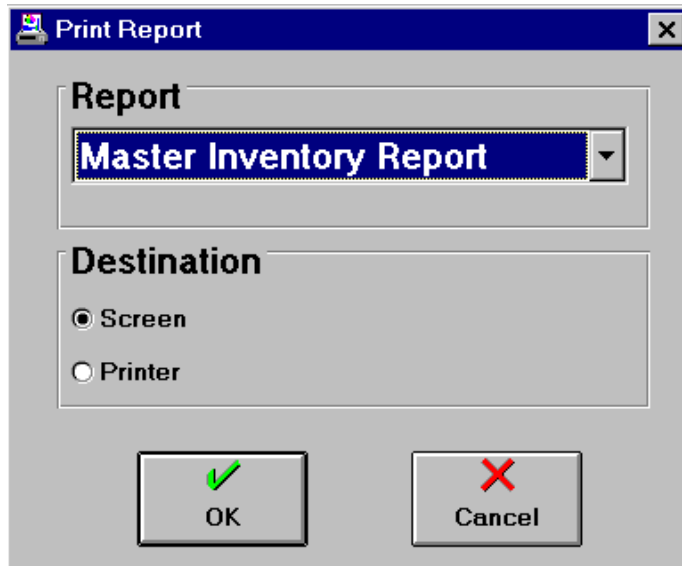 Print Report
Report
Master Inventory Report
Destination
Screen
Printer
OK
Cancel